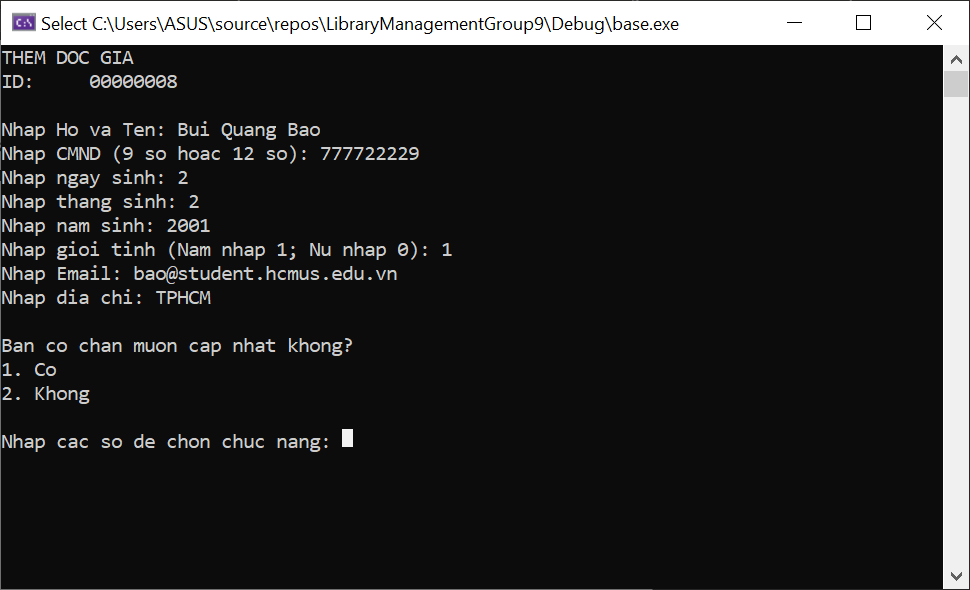 Select C:\Users\ASUS\source\repos\LibraryManagementGroup9\Debug\base.exe
THEM DOC GIA
ID:     00000008
Nhap Ho va Ten: Bui Quang Bao
Nhap CMND (9 so hoac 12 so): 777722229
Nhap ngay sinh: 2
Nhap thang sinh: 2
Nhap nam sinh: 2001
Nhap gioi tinh (Nam nhap 1; Nu nhap 0): 1
Nhap Email: bao@student.hcmus.edu.vn
Nhap dia chi: TPHCM
Ban co chan muon cap nhat khong?
1. Co
2. Khong
Nhap cac so de chon chuc nang: